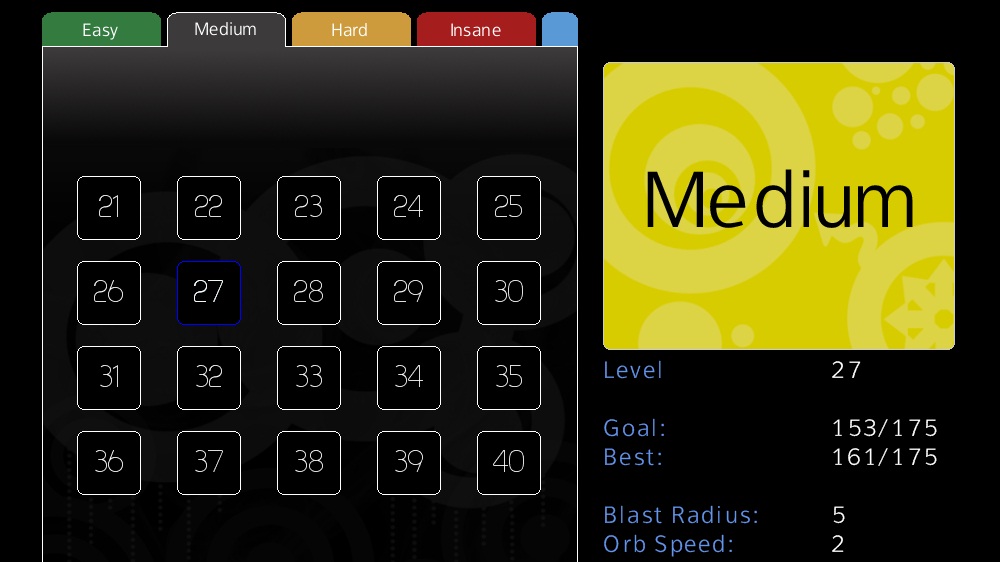 Easy Medium Hard Insane
21 22 23 24 25
26 27 28 29 30
31 32 33 34 35
36 37 38 39 40
Medium
Level 27
Goal: 153/175
Best: 161/175
Blast Radius: 5
Orb Speed: 2